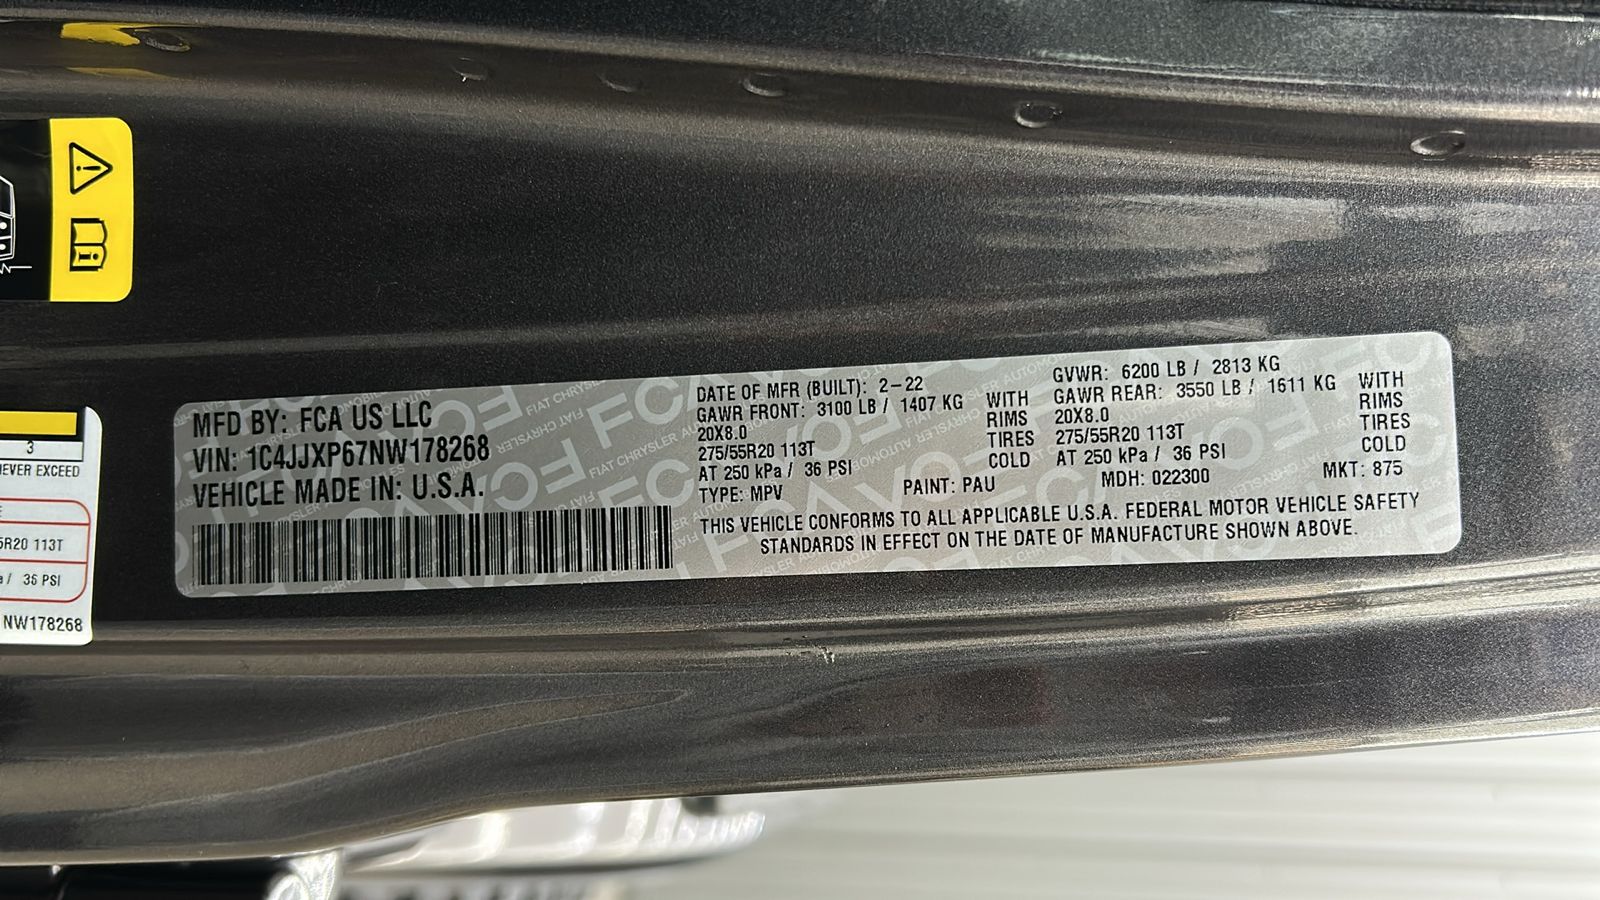 MFD BY: FCA US LLC
VIN: 1C4JJXP67NW178268
VEHICLE MADE IN: U.S.A.
DATE OF MFR (BUILT): 2-22
GAWR FRONT: 3100 LB / 1407 KG
20X8.0
275/55R20 113T
AT 250 kPa / 36 PSI
WITH
RIMS
TIRES
COLD
GVWR: 6200 LB / 2813 KG
GAWR REAR: 3550 LB / 1611 KG
20X8.0
275/55R20 113T
AT 250 kPa / 36 PSI
WITH
RIMS
TIRES
COLD
TYPE: MPV PAINT: PAU MDH: 022300 MKT: 875
THIS VEHICLE CONFORMS TO ALL APPLICABLE U.S.A. FEDERAL MOTOR VEHICLE SAFETY
STANDARDS IN EFFECT ON THE DATE OF MANUFACTURE SHOWN ABOVE.
3
NEVER EXCEED
5R20 113T
/ 36 PSI
NW178268